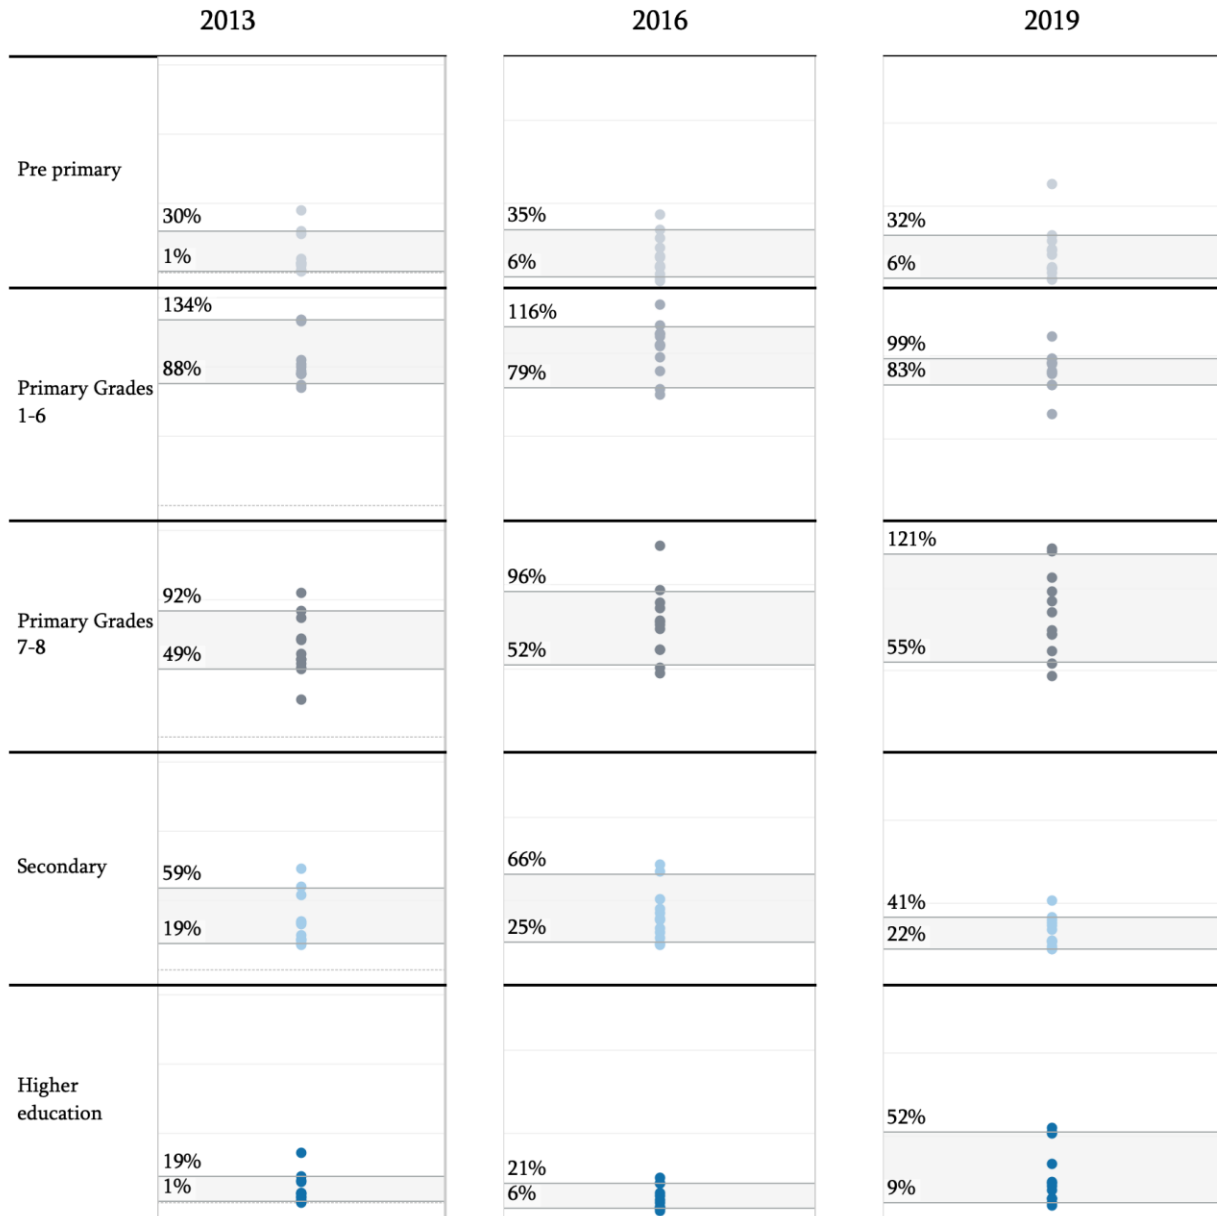 2013 2016 2019
Pre primary
30% 35% 32%
1% 6% 6%
134% 116% 99%
88% 79% 83%
Primary Grades
1-6
92% 96% 121%
Primary Grades
7-8
49% 52% 55%
Secondary
59% 66% 41%
19% 25% 22%
Higher
education
19% 21% 52%
1% 6% 9%